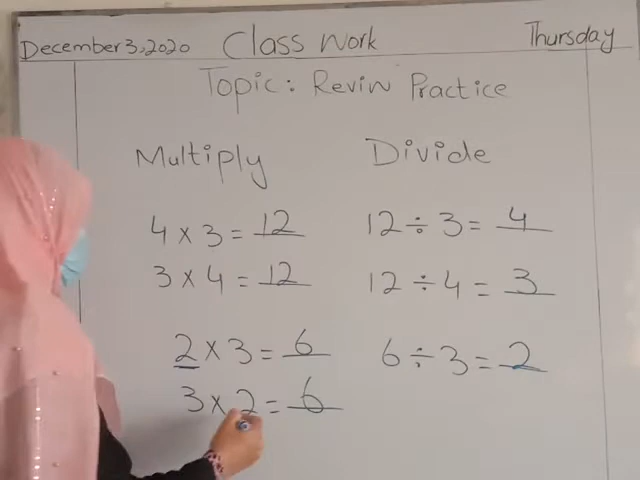 December 3, 2020 Class Work Thursday
Topic: Reviw Practice
Multiply Divide
4 x 3 = 12 12 ÷ 3 = 4
3 x 4 = 12 12 ÷ 4 = 3
2 x 3 = 6 6 ÷ 3 = 2
3 x 2 = 6